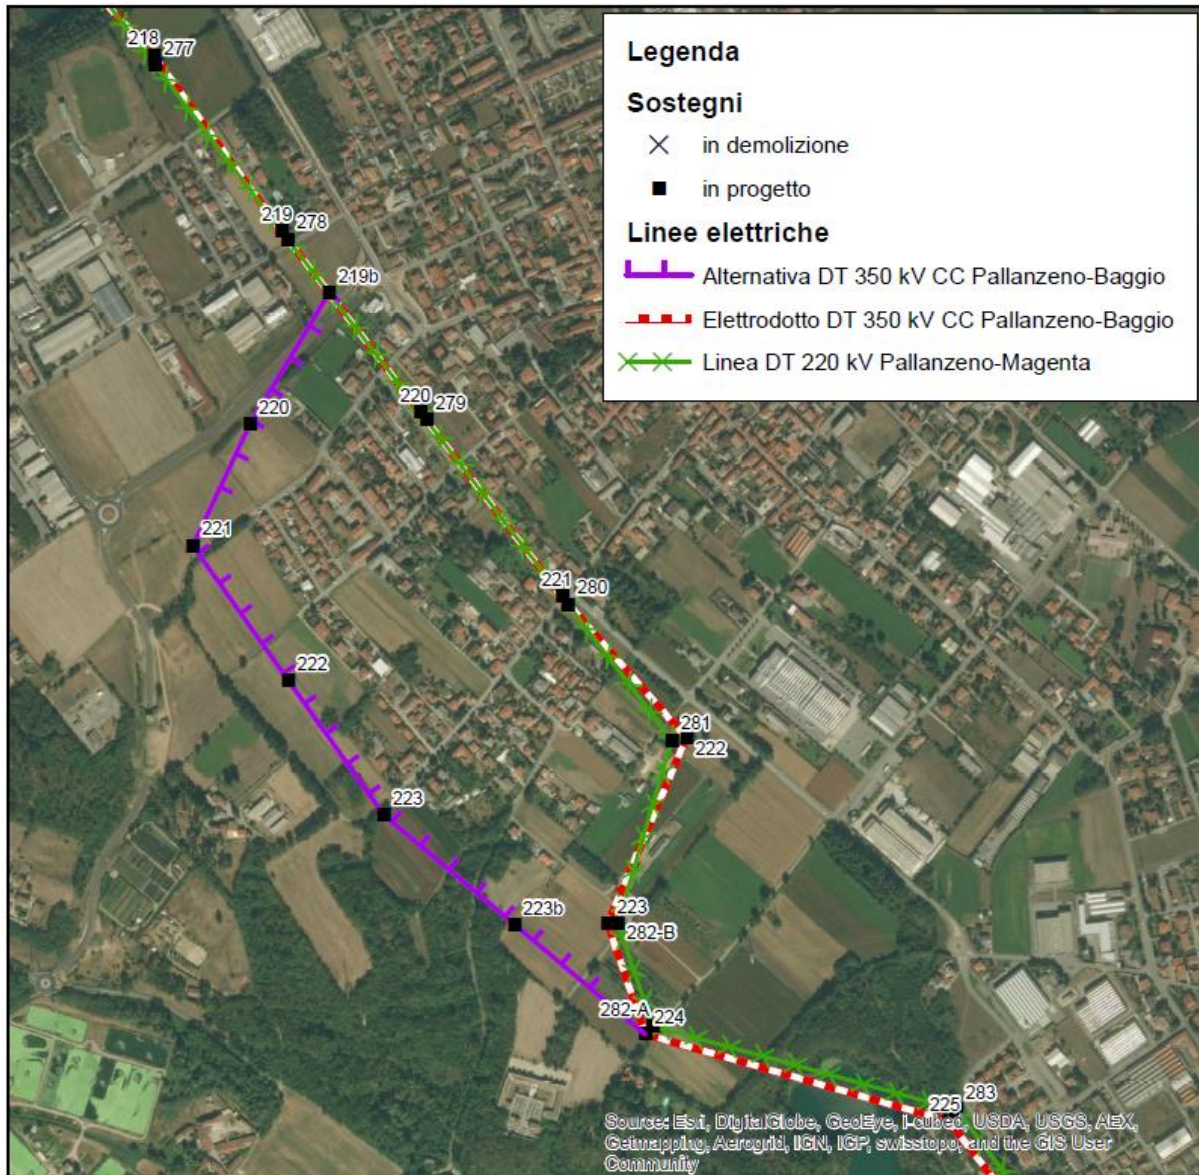 218
277
Legenda
Sostegni
in demolizione
in progetto
Linee elettriche
Alternativa DT 350 kV CC Pallanzeno-Baggio
Elettrodotto DT 350 kV CC Pallanzeno-Baggio
Linea DT 220 kV Pallanzeno-Magenta
219
278
219b
220
220
279
221
221
280
222
281
222
223
223b
223
282-B
282-A
224
283
225
Source: Esri, DigitalGlobe, GeoEye, i-cubed, USDA, USGS, AEX,
Getmapping, Aerogrid, IGN, IGP, swisstopo, and the GIS User
Community